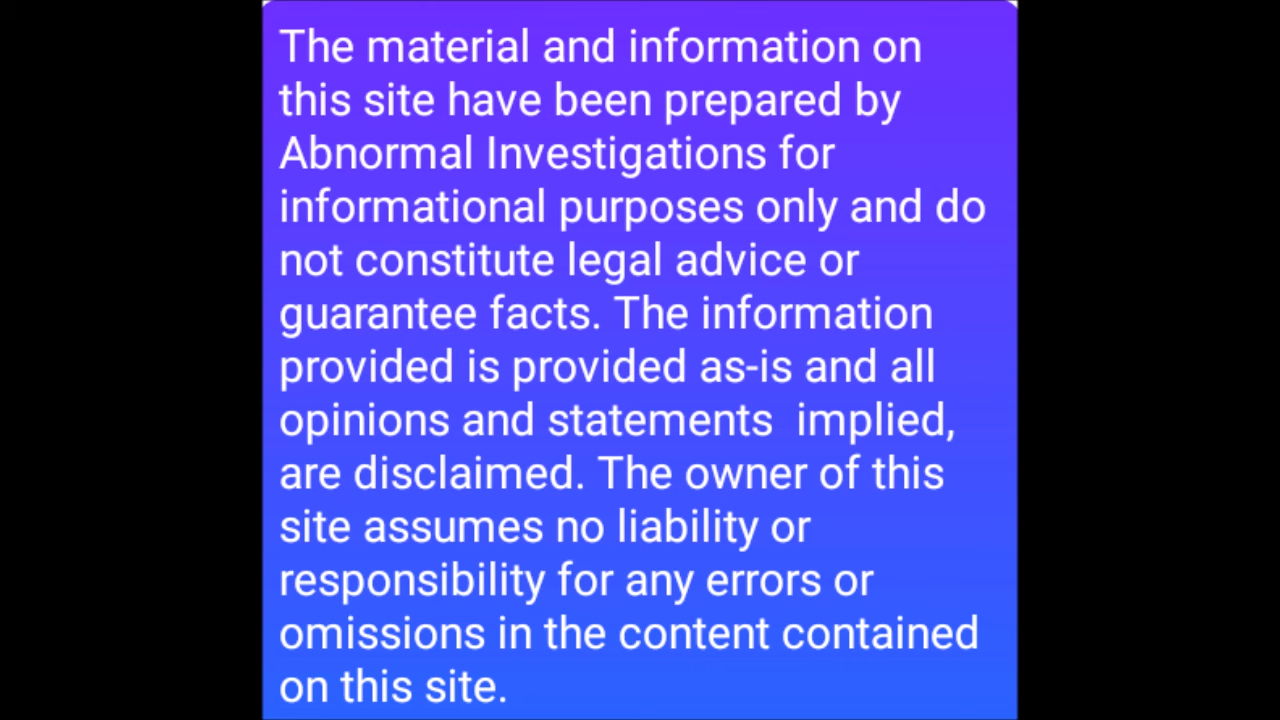 The material and information on
this site have been prepared by
Abnormal Investigations for
informational purposes only and do
not constitute legal advice or
guarantee facts. The information
provided is provided as-is and all
opinions and statements  implied,
are disclaimed. The owner of this
site assumes no liability or
responsibility for any errors or
omissions in the content contained
on this site.